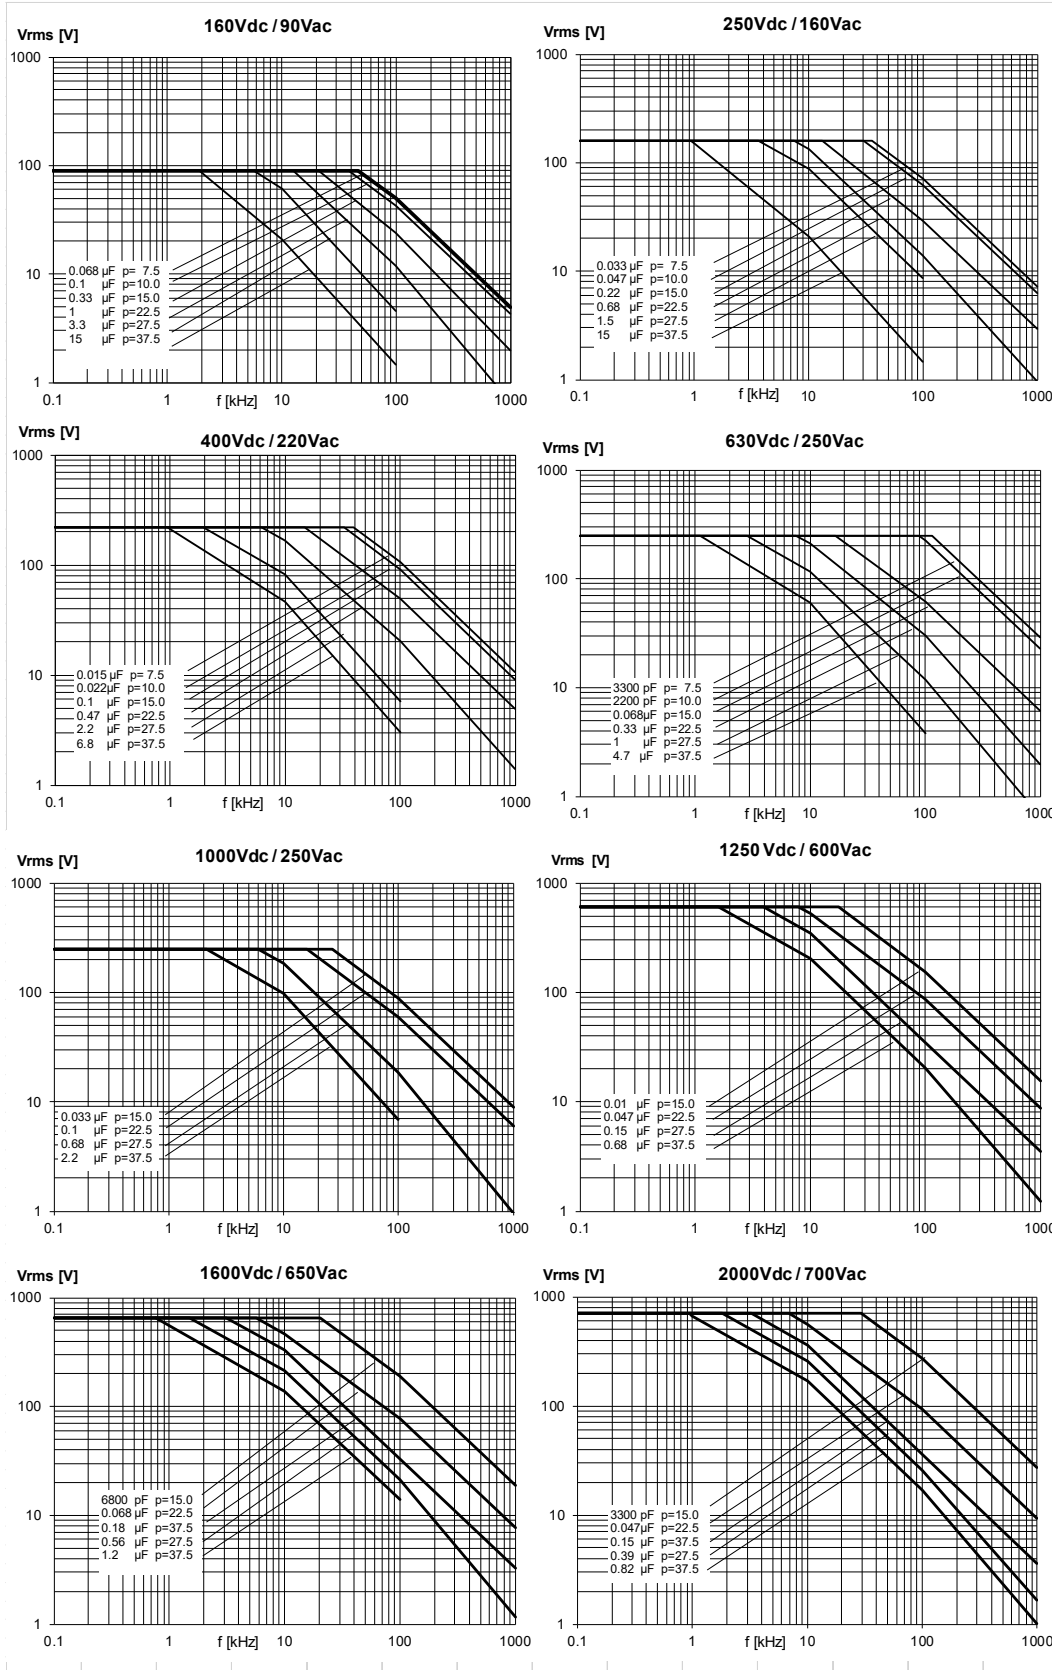 160Vdc / 90Vac
Vrms [V]
1000
100
10
1
0.068 µF p= 7.5
0.1 µF p=10.0
0.33 µF p=15.0
1 µF p=22.5
3.3 µF p=27.5
15 µF p=37.5
0.1 1 10 100 1000
f [kHz]
250Vdc / 160Vac
Vrms [V]
1000
100
10
1
0.033 µF p= 7.5
0.047 µF p=10.0
0.22 µF p=15.0
0.68 µF p=22.5
1.5 µF p=27.5
15 µF p=37.5
0.1 1 10 100 1000
f [kHz]
400Vdc / 220Vac
Vrms [V]
1000
100
10
1
0.015 µF p= 7.5
0.022µF p=10.0
0.1 µF p=15.0
0.47 µF p=22.5
2.2 µF p=27.5
6.8 µF p=37.5
0.1 1 10 100 1000
f [kHz]
630Vdc / 250Vac
Vrms [V]
1000
100
10
1
3300 pF p= 7.5
2200 pF p=10.0
0.068µF p=15.0
0.33 µF p=22.5
1 µF p=27.5
4.7 µF p=37.5
0.1 1 10 100 1000
f [kHz]
1000Vdc / 250Vac
Vrms [V]
1000
100
10
1
0.033 µF p=15.0
0.1 µF p=22.5
0.68 µF p=27.5
2.2 µF p=37.5
0.1 1 10 100 1000
f [kHz]
1250 Vdc / 600Vac
Vrms [V]
1000
100
10
1
0.01 µF p=15.0
0.047 µF p=22.5
0.15 µF p=27.5
0.68 µF p=37.5
0.1 1 10 100 1000
f [kHz]
1600Vdc / 650Vac
Vrms [V]
1000
100
10
1
6800 pF p=15.0
0.068 µF p=22.5
0.18 µF p=37.5
0.56 µF p=27.5
1.2 µF p=37.5
0.1 1 10 100 1000
f [kHz]
2000Vdc / 700Vac
Vrms [V]
1000
100
10
1
3300 pF p=15.0
0.047 µF p=22.5
0.15 µF p=37.5
0.39 µF p=27.5
0.82 µF p=37.5
0.1 1 10 100 1000
f [kHz]